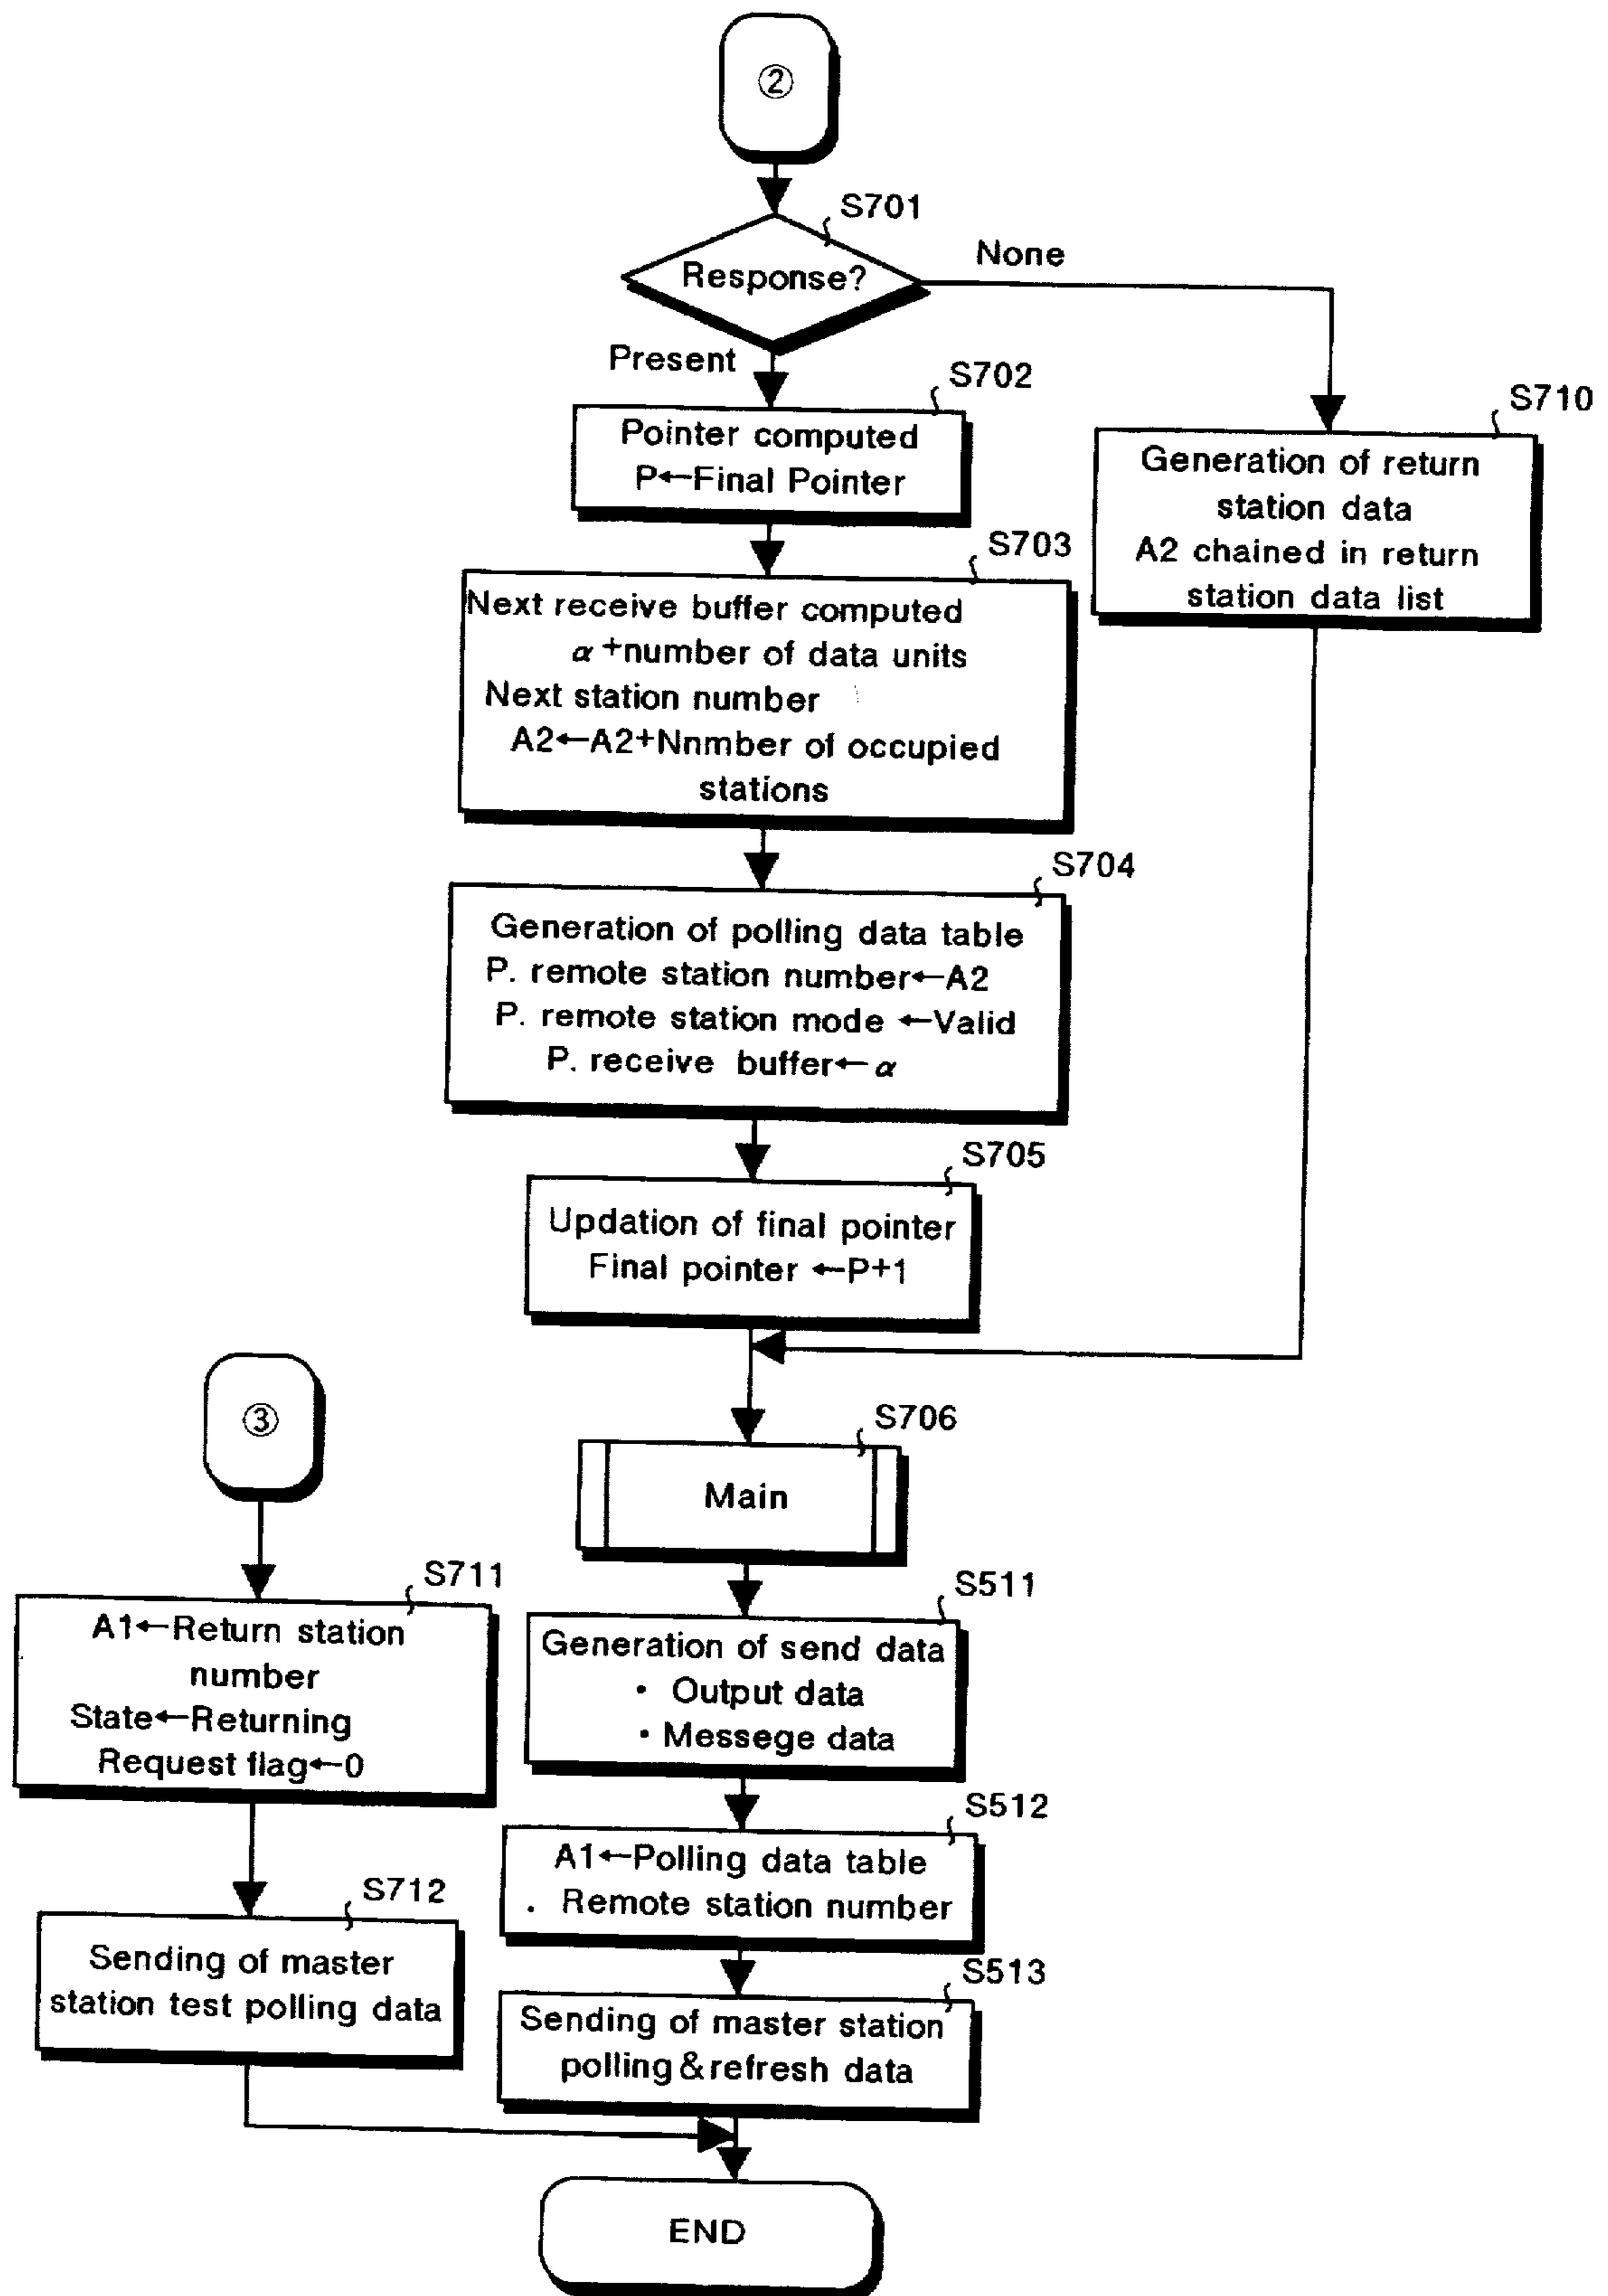 ②
S701
Response?
None
Present
S702
Pointer computed
P←Final Pointer
S710
Generation of return
station data
A2 chained in return
station data list
S703
Next receive buffer computed
α+number of data units
Next station number
A2←A2+Nnmber of occupied
stations
S704
Generation of polling data table
P. remote station number←A2
P. remote station mode ←Valid
P. receive buffer←α
S705
Updation of final pointer
Final pointer ←P+1
③
S706
Main
S711
A1←Return station
number
State←Returning
Request flag←0
S511
Generation of send data
· Output data
· Messege data
S512
A1←Polling data table
. Remote station number
S712
Sending of master
station test polling data
S513
Sending of master station
polling&refresh data
END